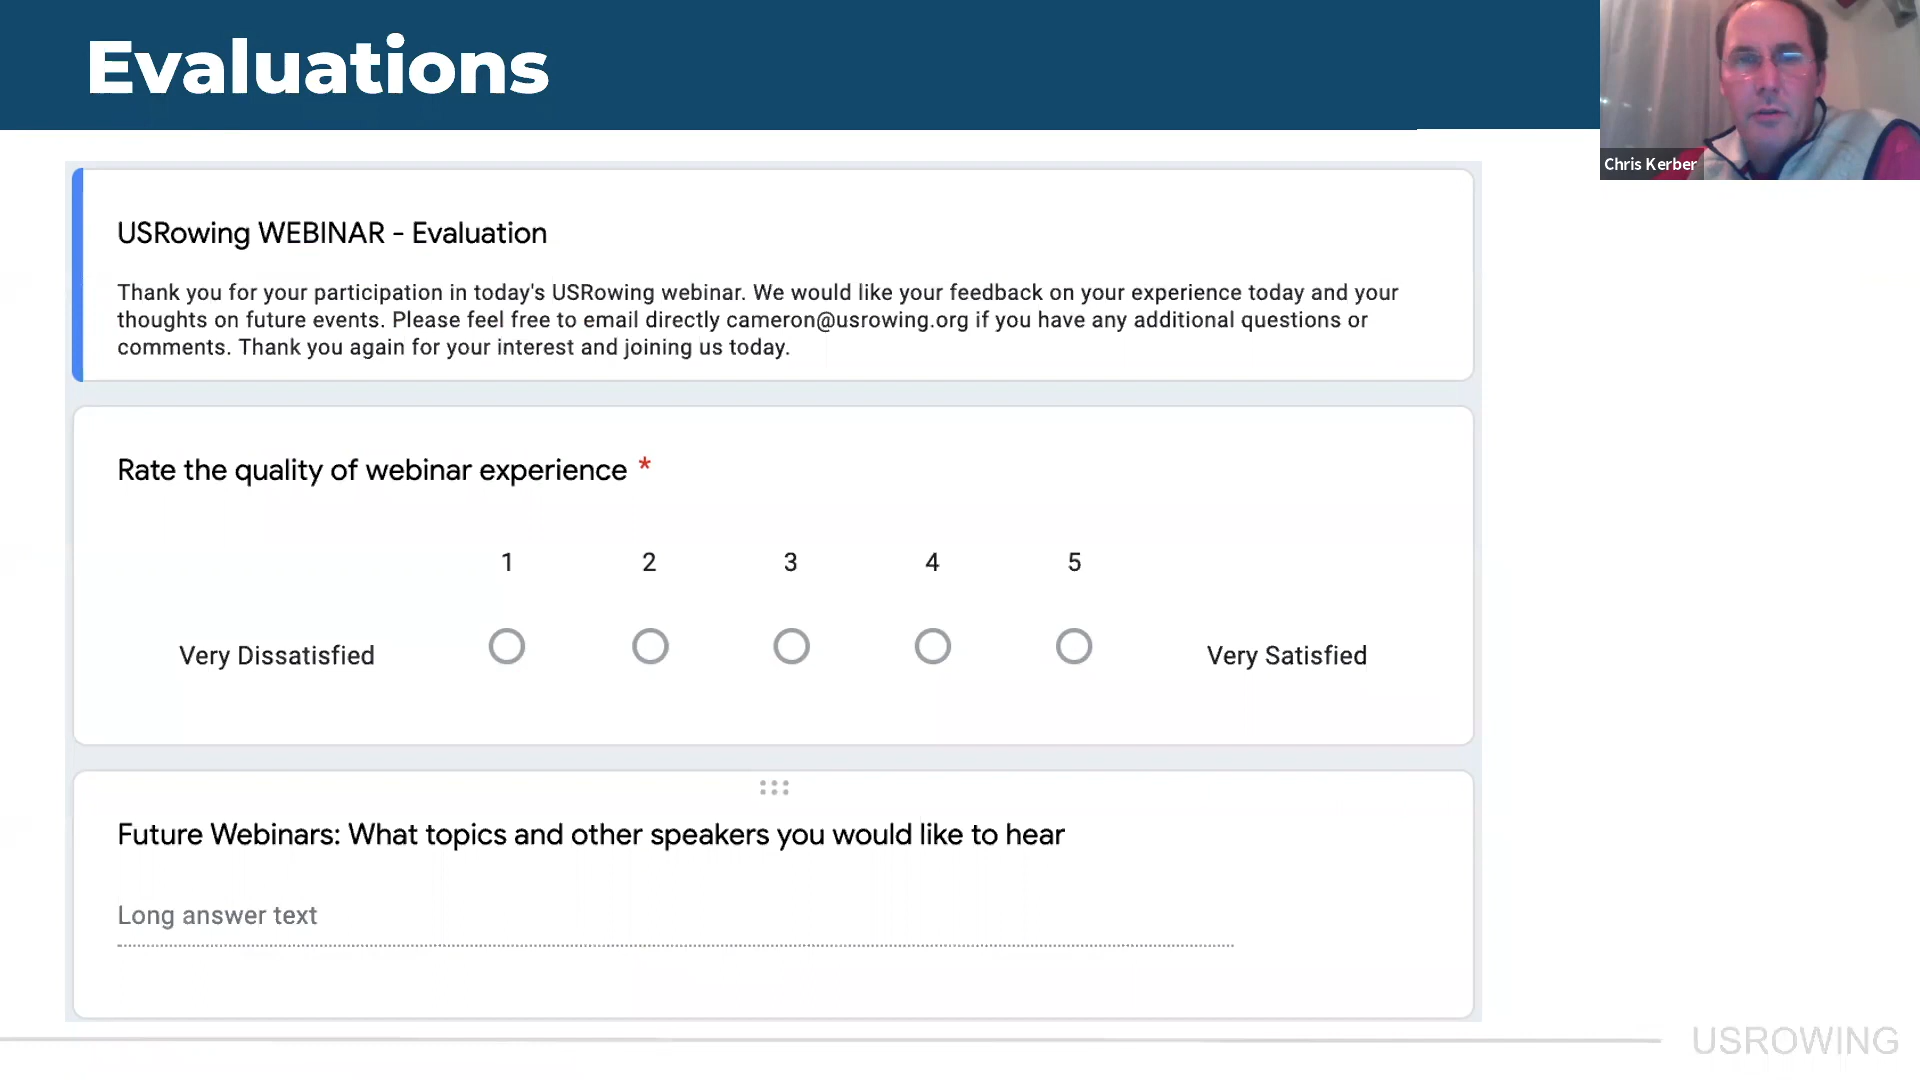 Evaluations
Chris Kerber
USRowing WEBINAR - Evaluation
Thank you for your participation in today's USRowing webinar. We would like your feedback on your experience today and your
thoughts on future events. Please feel free to email directly cameron@usrowing.org if you have any additional questions or
comments. Thank you again for your interest and joining us today.
Rate the quality of webinar experience *
1 2 3 4 5
Very Dissatisfied Very Satisfied
Future Webinars: What topics and other speakers you would like to hear
Long answer text
USROWING